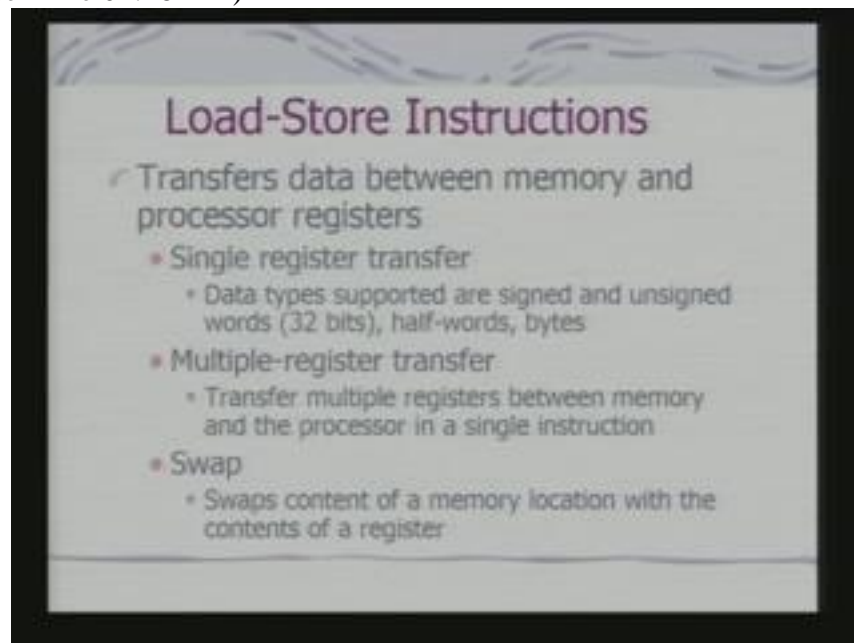 Load-Store Instructions
Transfers data between memory and
processor registers
• Single register transfer
• Data types supported are signed and unsigned
words (32 bits), half-words, bytes
• Multiple-register transfer
• Transfer multiple registers between memory
and the processor in a single instruction
• Swap
• Swaps content of a memory location with the
contents of a register